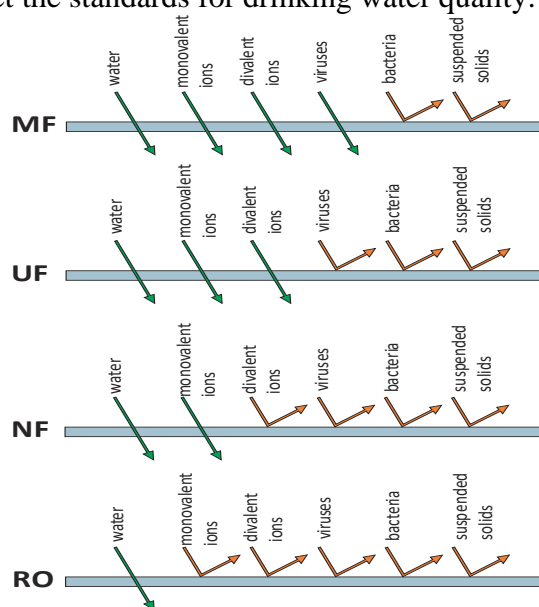 et the standards for drinking water quality.
water
monovalent
ions
divalent
ions
viruses
bacteria
suspended
solids
MF
water
monovalent
ions
divalent
ions
viruses
bacteria
suspended
solids
UF
water
monovalent
ions
divalent
ions
viruses
bacteria
suspended
solids
NF
water
monovalent
ions
divalent
ions
viruses
bacteria
suspended
solids
RO